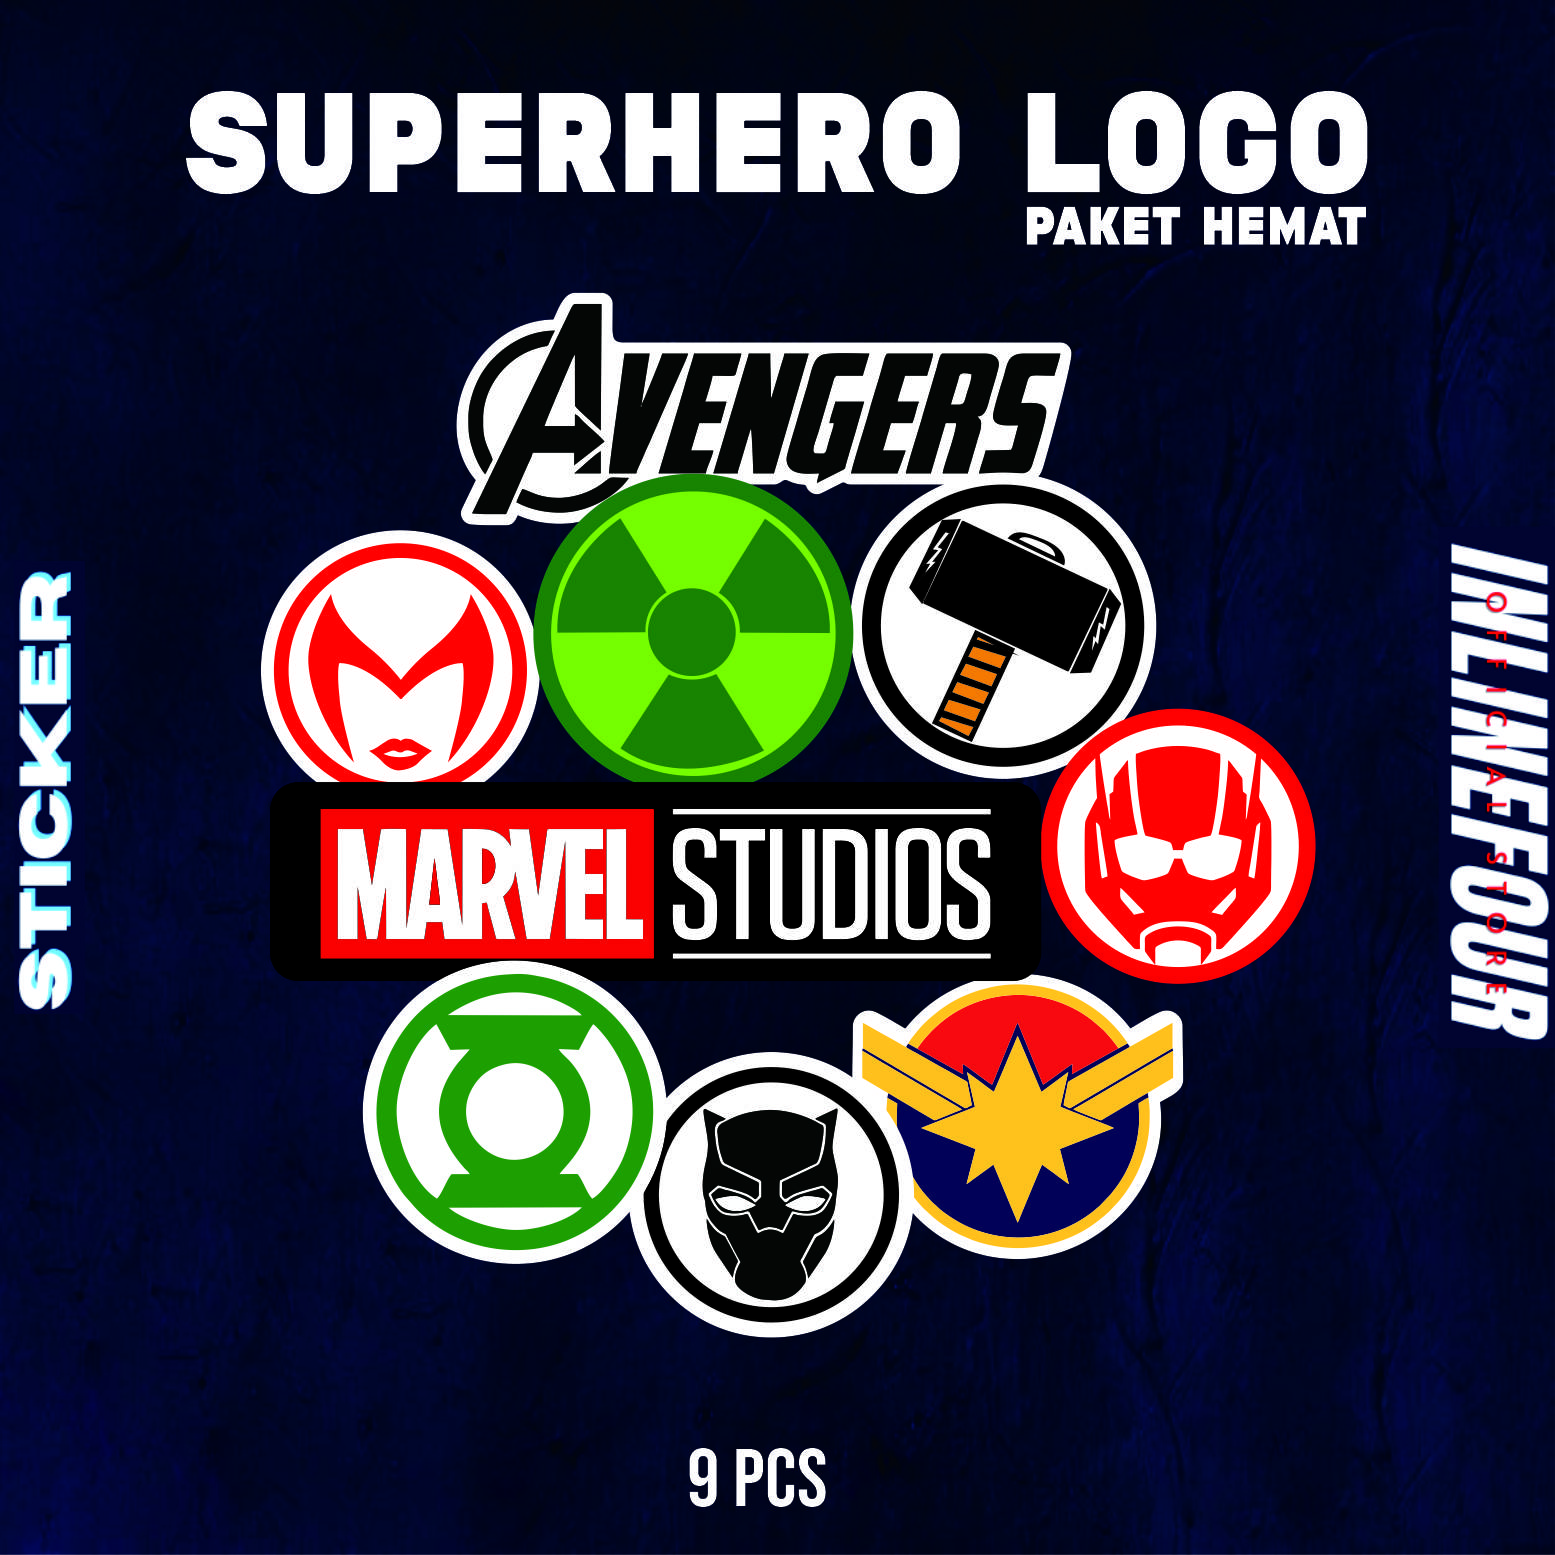 SUPERHERO LOGO
PAKET HEMAT
AVENGERS
MARVEL STUDIOS
STICKER
INLINEFOUR
OFFICIAL STORE
9 PCS